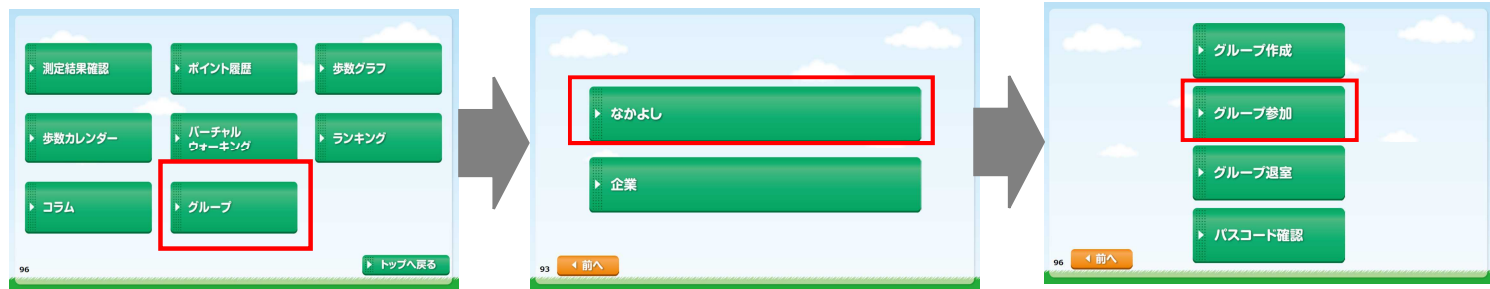 測定結果確認
ポイント履歴
歩数グラフ
歩数カレンダー
バーチャル
ウォーキング
ランキング
コラム
グループ
96
トップへ戻る
なかよし
企業
93
前へ
グループ作成
グループ参加
グループ退室
パスコード確認
96
前へ